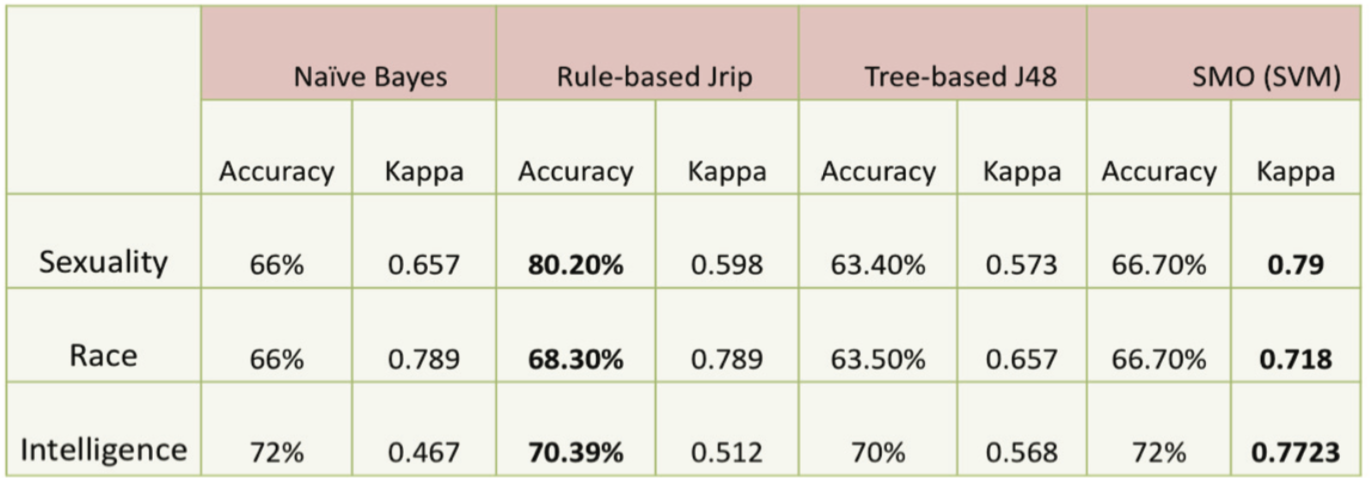 Naïve Bayes Rule-based Jrip Tree-based J48 SMO (SVM)
Accuracy Kappa Accuracy Kappa Accuracy Kappa Accuracy Kappa
Sexuality 66% 0.657 80.20% 0.598 63.40% 0.573 66.70% 0.79
Race 66% 0.789 68.30% 0.789 63.50% 0.657 66.70% 0.718
Intelligence 72% 0.467 70.39% 0.512 70% 0.568 72% 0.7723